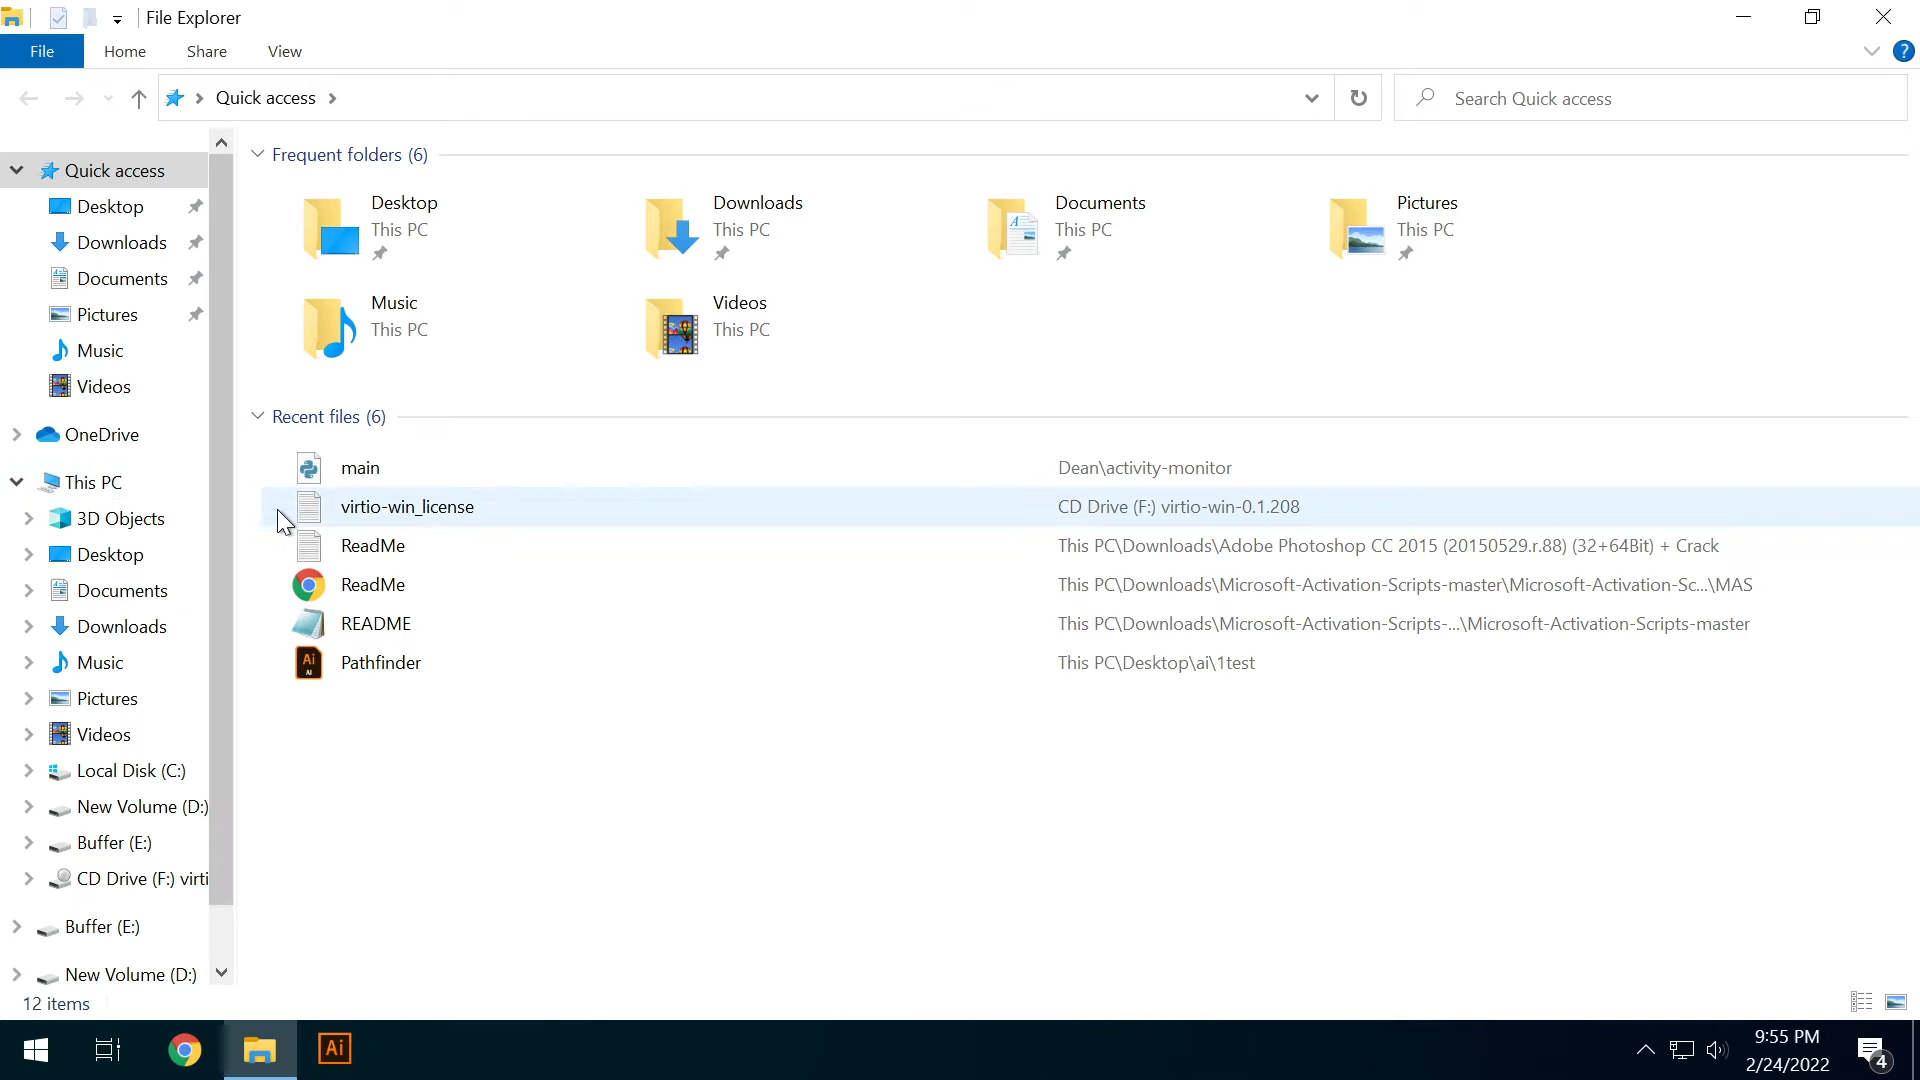 File Explorer
File Home Share View
Quick access
Search Quick access
Quick access
Desktop
Downloads
Documents
Pictures
Music
Videos
OneDrive
This PC
3D Objects
Desktop
Documents
Downloads
Music
Pictures
Videos
Local Disk (C:)
New Volume (D:)
Buffer (E:)
CD Drive (F:) virti
Buffer (E:)
New Volume (D:)
Frequent folders (6)
Desktop
This PC
Downloads
This PC
Documents
This PC
Pictures
This PC
Music
This PC
Videos
This PC
Recent files (6)
main Dean\activity-monitor
virtio-win_license CD Drive (F:) virtio-win-0.1.208
ReadMe This PC\Downloads\Adobe Photoshop CC 2015 (20150529.r.88) (32+64Bit) + Crack
ReadMe This PC\Downloads\Microsoft-Activation-Scripts-master\Microsoft-Activation-Sc...\MAS
README This PC\Downloads\Microsoft-Activation-Scripts-...\Microsoft-Activation-Scripts-master
Pathfinder This PC\Desktop\ai\1test
12 items
Ai
9:55 PM
2/24/2022
4